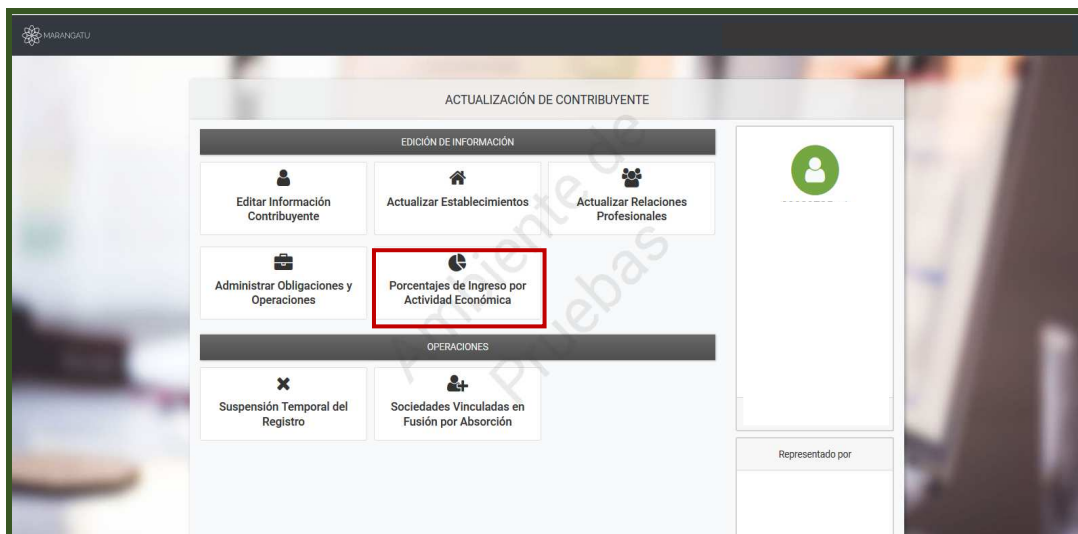 MARANGATU
ACTUALIZACIÓN DE CONTRIBUYENTE
EDICIÓN DE INFORMACIÓN
Editar Información
Contribuyente
Actualizar Establecimientos
Actualizar Relaciones
Profesionales
Administrar Obligaciones y
Operaciones
Porcentajes de Ingreso por
Actividad Económica
OPERACIONES
Suspensión Temporal del
Registro
Sociedades Vinculadas en
Fusión por Absorción
Representado por
Ambiente de
Pruebas